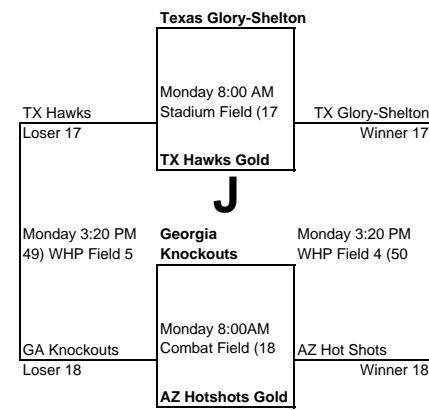 Texas Glory-Shelton
Monday 8:00 AM
TX Hawks
Stadium Field (17
TX Glory-Shelton
Loser 17
Winner 17
TX Hawks Gold
J
Monday 3:20 PM
49) WHP Field 5
Georgia
Knockouts
Monday 3:20 PM
WHP Field 4 (50
Monday 8:00AM
GA Knockouts
Combat Field (18
AZ Hot Shots
Loser 18
Winner 18
AZ Hotshots Gold